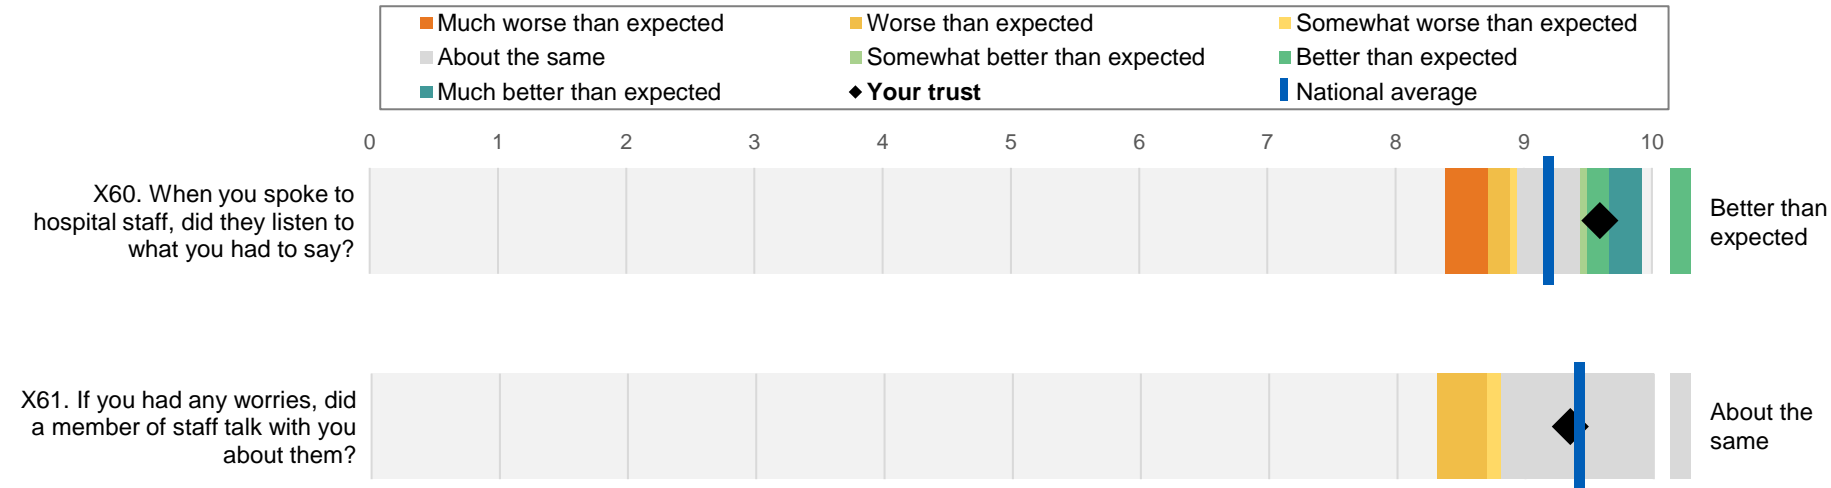 Much worse than expected
Worse than expected
Somewhat worse than expected
About the same
Somewhat better than expected
Better than expected
Much better than expected
Your trust
National average
0 1 2 3 4 5 6 7 8 9 10
X60. When you spoke to
hospital staff, did they listen to
what you had to say?
Better than
expected
X61. If you had any worries, did
a member of staff talk with you
about them?
About the
same